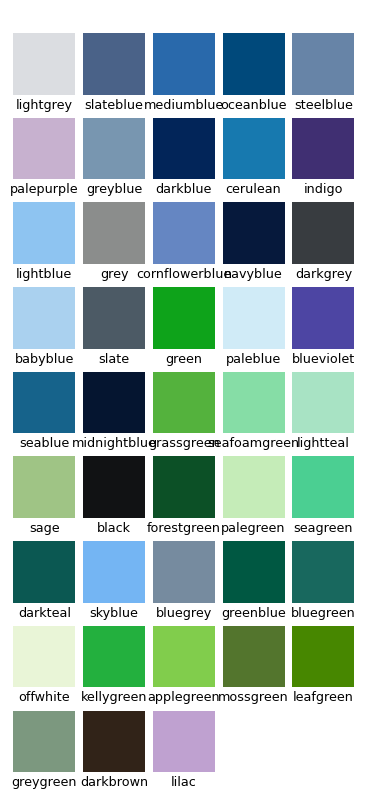 lightgrey slateblue mediumblue oceanblue steelblue
palepurple greyblue darkblue cerulean indigo
lightblue grey cornflowerblue navyblue darkgrey
babyblue slate green paleblue blueviolet
seablue midnightblue grassgreen seafoamgreen lightteal
sage black forestgreen palegreen seagreen
darkteal skyblue bluegrey greenblue bluegreen
offwhite kellygreen applegreen mossgreen leafgreen
greygreen darkbrown lilac